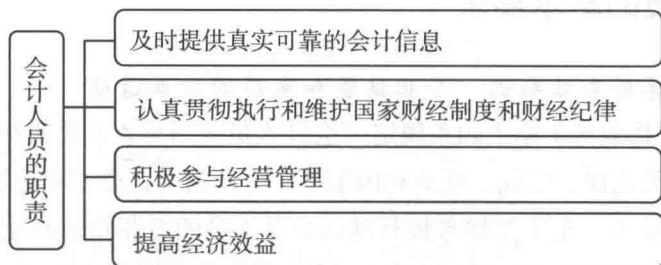 会计人员的职责
及时提供真实可靠的会计信息
认真贯彻执行和维护国家财经制度和财经纪律
积极参与经营管理
提高经济效益